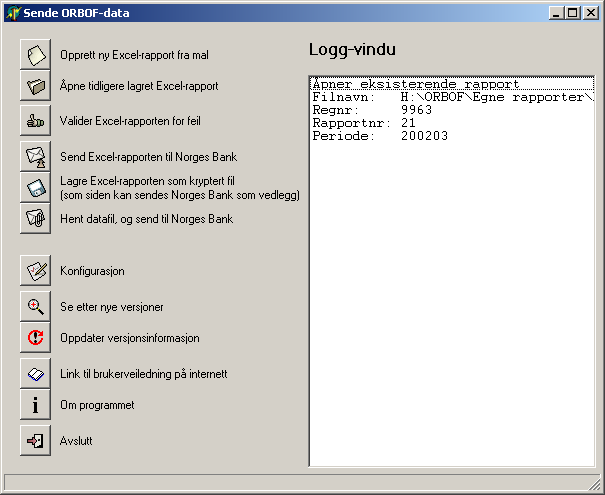 Sende ORBOF-data
Opprett ny Excel-rapport fra mal
Åpne tidligere lagret Excel-rapport
Valider Excel-rapporten for feil
Send Excel-rapporten til Norges Bank
Lagre Excel-rapporten som kryptert fil
(som siden kan sendes Norges Bank som vedlegg)
Hent datafil, og send til Norges Bank
Konfigurasjon
Se etter nye versjoner
Oppdater versjonsinformasjon
Link til brukerveiledning på internett
Om programmet
Avslutt
Logg-vindu
Åpner eksisterende rapport
Filnavn: H:\ORBOF\Egne rapporter\
Regnr: 9963
Rapportnr: 21
Periode: 200203